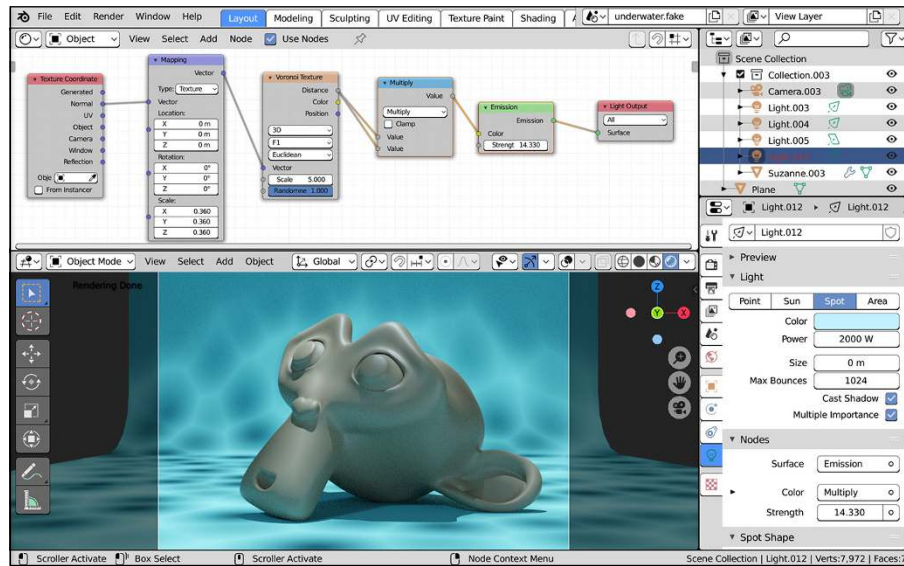 File Edit Render Window Help Layout Modeling Sculpting UV Editing Texture Paint Shading underwater.fake View Layer
Object View Select Add Node Use Nodes
Texture Coordinate
Generated
Normal
UV
Object
Camera
Window
Reflection
Obje
From Instancer
Mapping
Vector
Type: Texture
Vector
Location:
X 0 m
Y 0 m
Z 0 m
Rotation:
X 0°
Y 0°
Z 0°
Scale:
X 0.360
Y 0.360
Z 0.360
Voronoi Texture
Distance
Color
Position
3D
F1
Euclidean
Vector
Scale 5.000
Randomne 1.000
Multiply
Value
Multiply
Clamp
Value
Value
Emission
Emission
Color
Strengt 14.330
Light Output
All
Surface
Scene Collection
Collection.003
Camera.003
Light.003
Light.004
Light.005
Suzanne.003
Plane
Light.012 Light.012
Light.012
Preview
Light
Point Sun Spot Area
Color
Power 2000 W
Size 0 m
Max Bounces 1024
Cast Shadow
Multiple Importance
Nodes
Surface Emission
Color Multiply
Strength 14.330
Spot Shape
Object Mode View Select Add Object Global
Rendering Done
Z
Y
X
Scroller Activate Box Select Scroller Activate Node Context Menu Scene Collection | Light.012 | Verts:7,972 | Faces:7